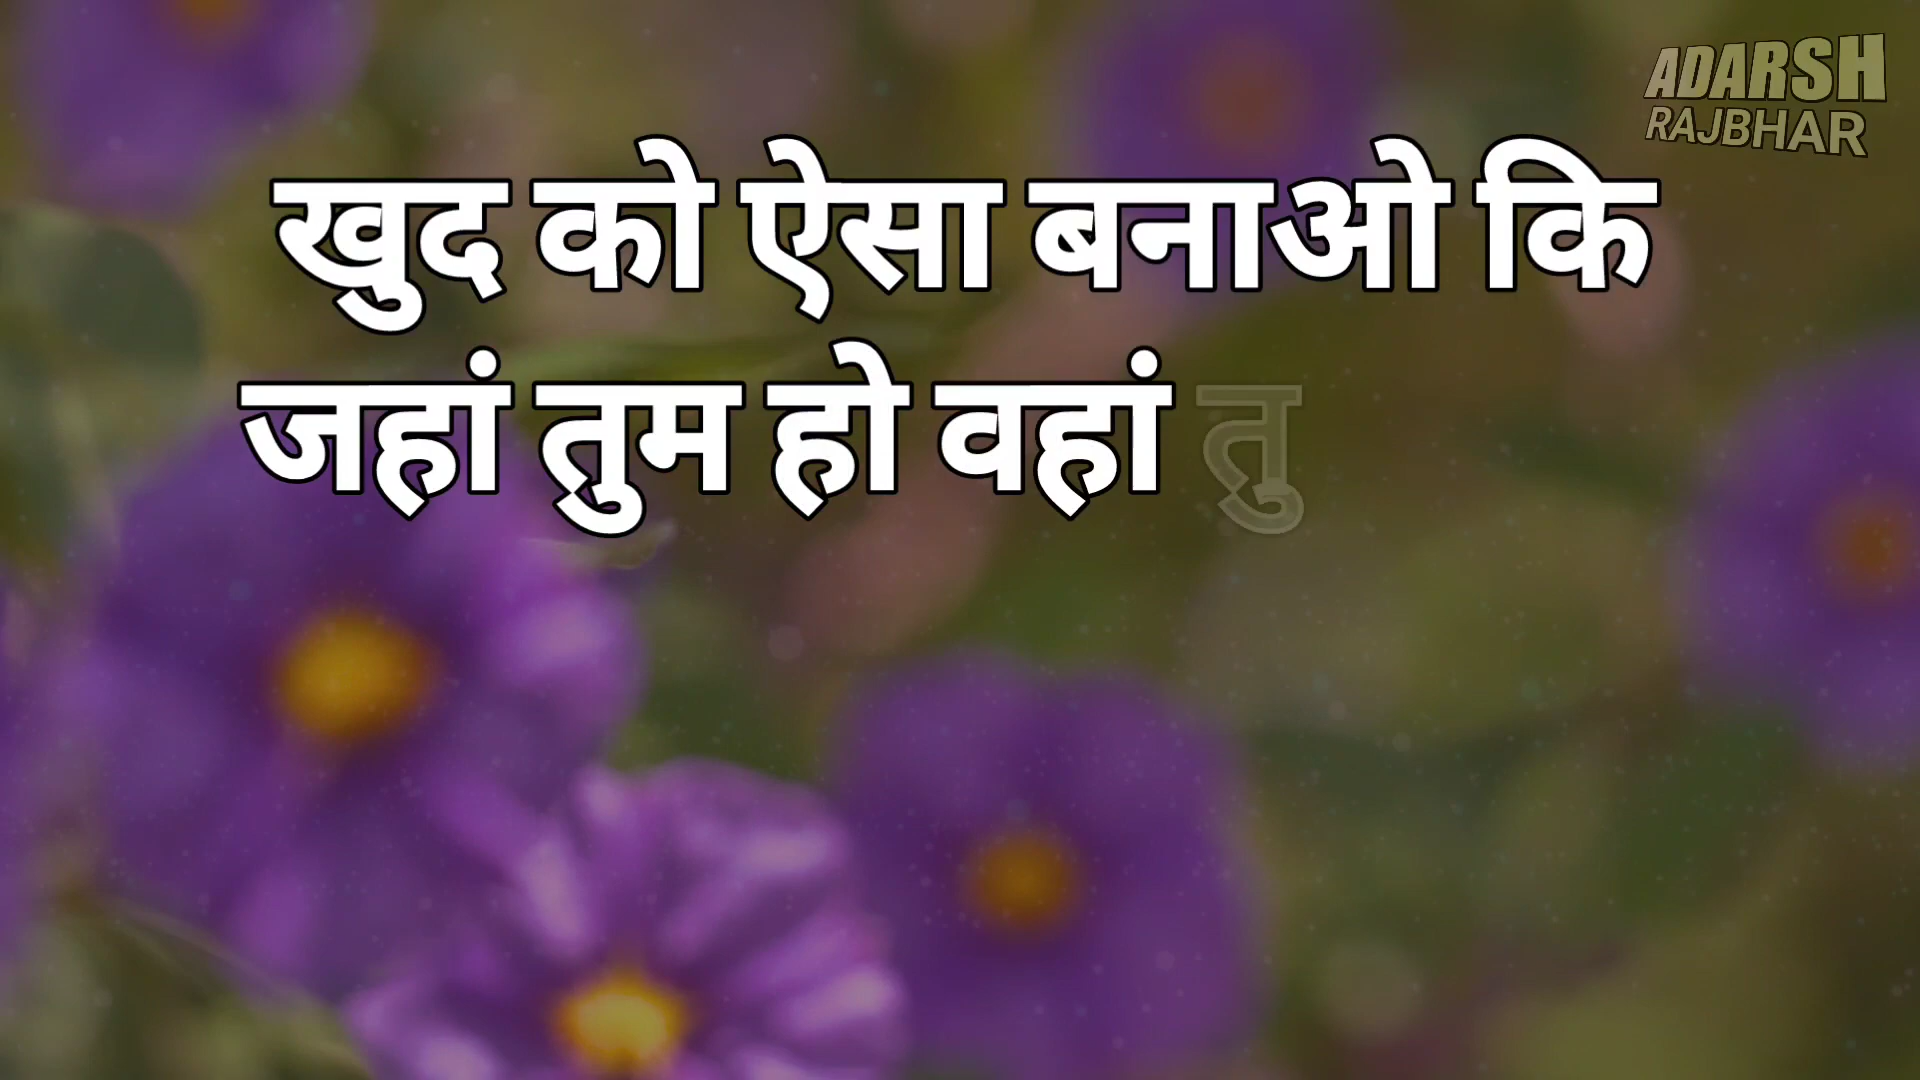 ADARSH
RAJBHAR
खुद को ऐसा बनाओ कि
जहां तुम हो वहां तु